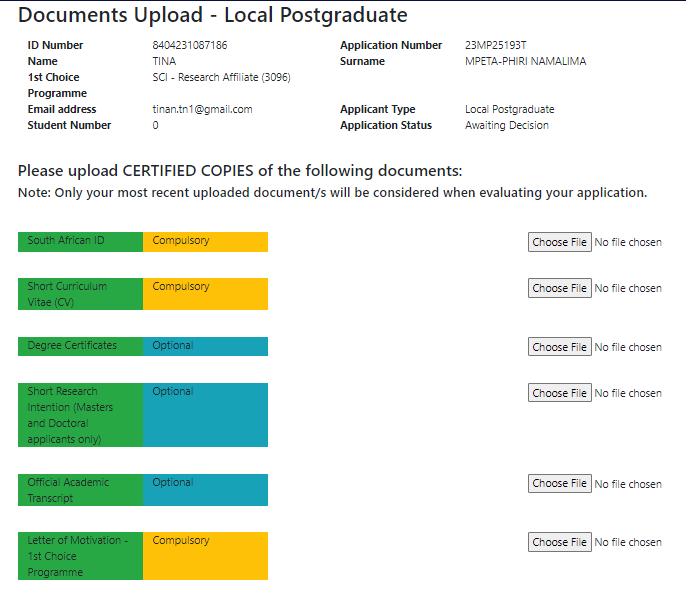 Documents Upload - Local Postgraduate
ID Number 8404231087186 Application Number 23MP25193T
Name TINA Surname MPETA-PHIRI NAMALIMA
1st Choice SCI - Research Affiliate (3096)
Programme
Email address tinan.tn1@gmail.com Applicant Type Local Postgraduate
Student Number 0 Application Status Awaiting Decision
Please upload CERTIFIED COPIES of the following documents:
Note: Only your most recent uploaded document/s will be considered when evaluating your application.
South African ID Compulsory Choose File No file chosen
Short Curriculum Compulsory Choose File No file chosen
Vitae (CV)
Degree Certificates Optional Choose File No file chosen
Short Research Optional Choose File No file chosen
Intention (Masters
and Doctoral
applicants only)
Official Academic Optional Choose File No file chosen
Transcript
Letter of Motivation - Compulsory Choose File No file chosen
1st Choice
Programme